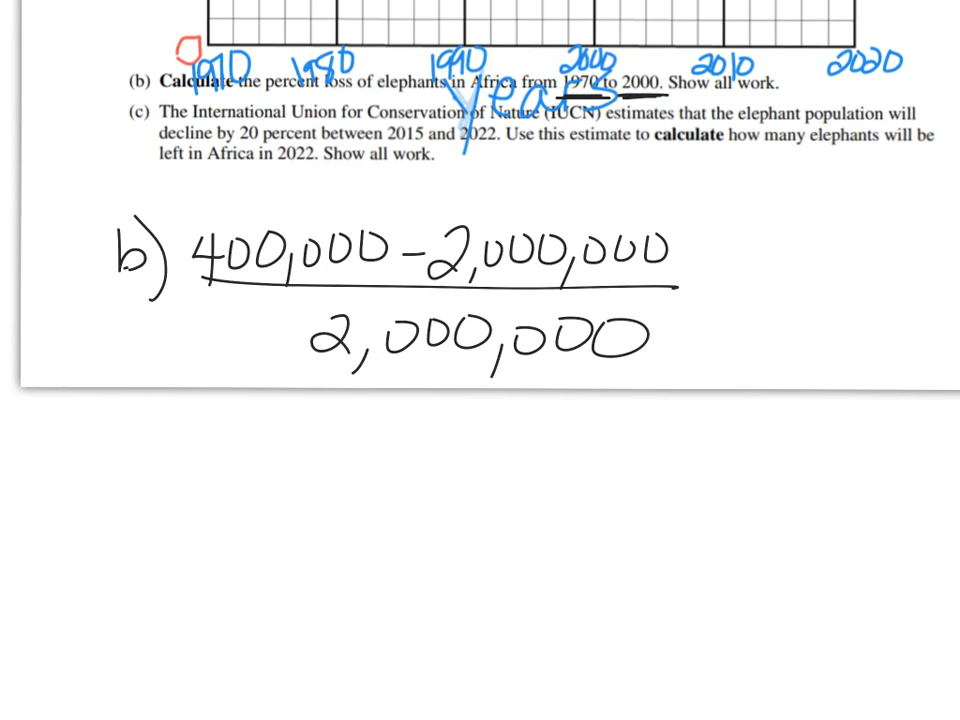 0
1970 1980 1990 2000 2010 2020
years
(b) Calculate the percent loss of elephants in Africa from 1970 to 2000. Show all work.
(c) The International Union for Conservation of Nature (IUCN) estimates that the elephant population will
decline by 20 percent between 2015 and 2022. Use this estimate to calculate how many elephants will be
left in Africa in 2022. Show all work.
b) 400,000 - 2,000,000
2,000,000